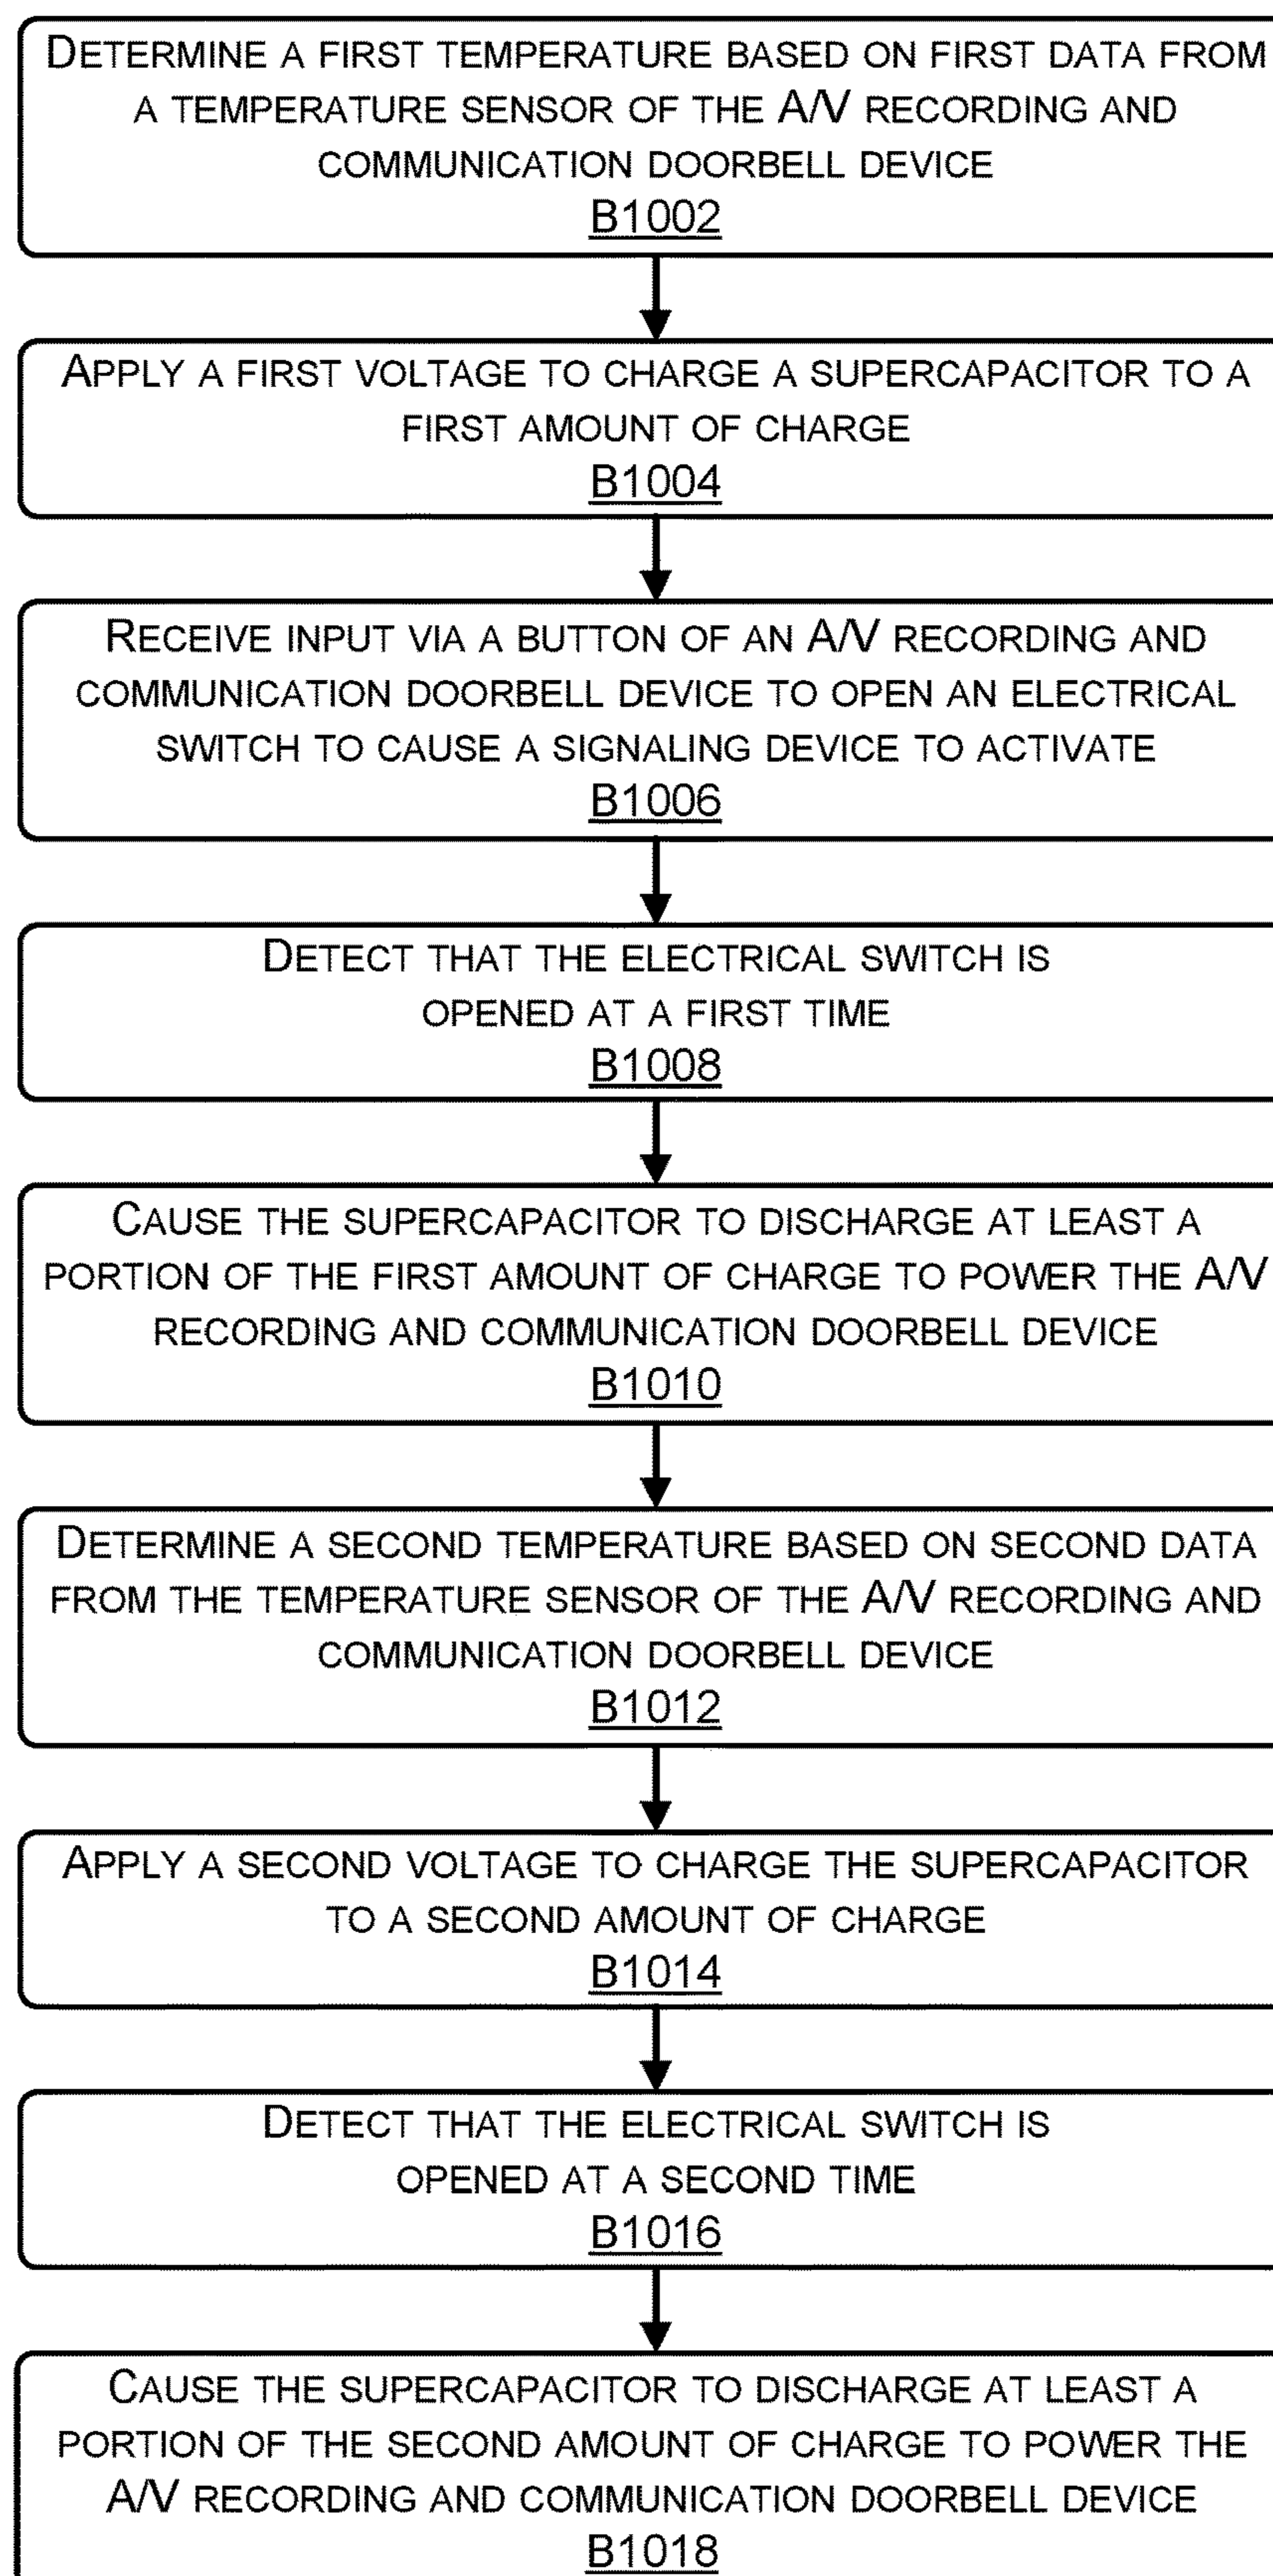 DETERMINE A FIRST TEMPERATURE BASED ON FIRST DATA FROM
A TEMPERATURE SENSOR OF THE A/V RECORDING AND
COMMUNICATION DOORBELL DEVICE
B1002
APPLY A FIRST VOLTAGE TO CHARGE A SUPERCAPACITOR TO A
FIRST AMOUNT OF CHARGE
B1004
RECEIVE INPUT VIA A BUTTON OF AN A/V RECORDING AND
COMMUNICATION DOORBELL DEVICE TO OPEN AN ELECTRICAL
SWITCH TO CAUSE A SIGNALING DEVICE TO ACTIVATE
B1006
DETECT THAT THE ELECTRICAL SWITCH IS
OPENED AT A FIRST TIME
B1008
CAUSE THE SUPERCAPACITOR TO DISCHARGE AT LEAST A
PORTION OF THE FIRST AMOUNT OF CHARGE TO POWER THE A/V
RECORDING AND COMMUNICATION DOORBELL DEVICE
B1010
DETERMINE A SECOND TEMPERATURE BASED ON SECOND DATA
FROM THE TEMPERATURE SENSOR OF THE A/V RECORDING AND
COMMUNICATION DOORBELL DEVICE
B1012
APPLY A SECOND VOLTAGE TO CHARGE THE SUPERCAPACITOR
TO A SECOND AMOUNT OF CHARGE
B1014
DETECT THAT THE ELECTRICAL SWITCH IS
OPENED AT A SECOND TIME
B1016
CAUSE THE SUPERCAPACITOR TO DISCHARGE AT LEAST A
PORTION OF THE SECOND AMOUNT OF CHARGE TO POWER THE
A/V RECORDING AND COMMUNICATION DOORBELL DEVICE
B1018